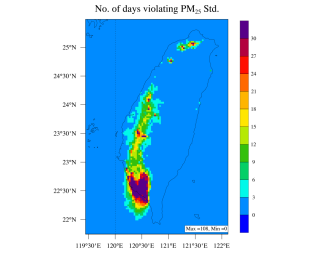 No. of days violating PM25 Std.
25°N
24°30'N
24°N
23°30'N
23°N
22°30'N
22°N
119°30'E 120°E 120°30'E 121°E 121°30'E 122°E
Max =108, Min =0
30
27
24
21
18
15
12
9
6
3
0